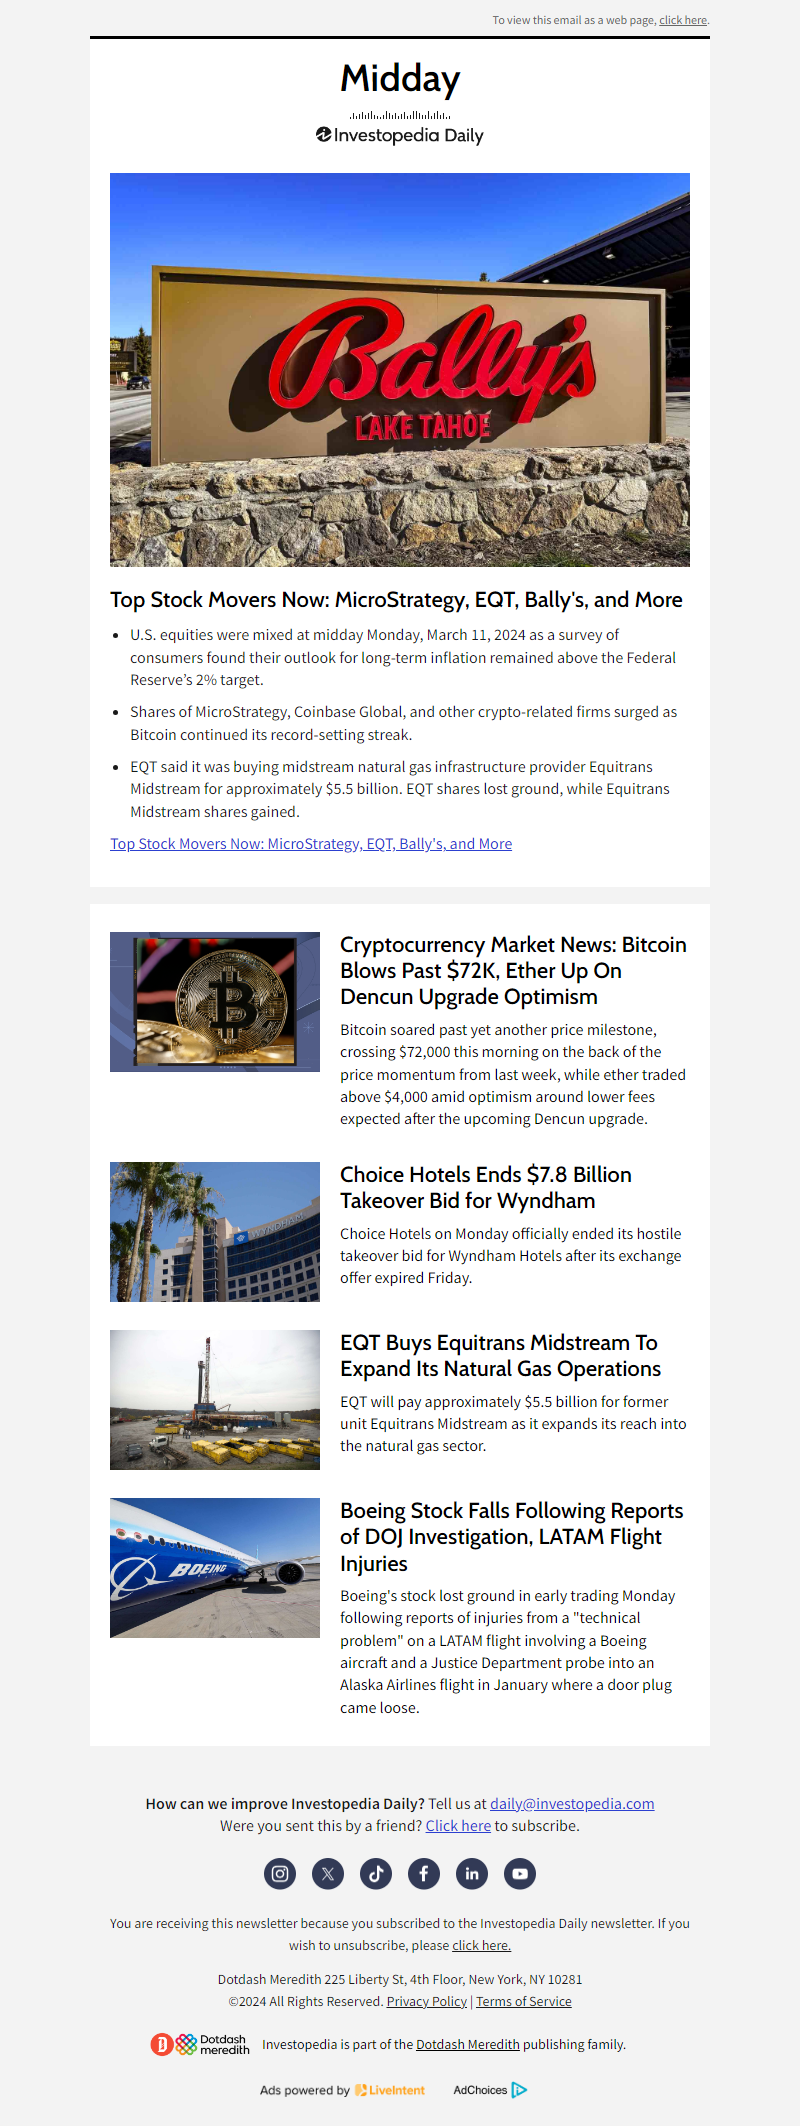 To view this email as a web page, click here.
Midday
Investopedia Daily
Bally's
LAKE TAHOE
Top Stock Movers Now: MicroStrategy, EQT, Bally's, and More
• U.S. equities were mixed at midday Monday, March 11, 2024 as a survey of
consumers found their outlook for long-term inflation remained above the Federal
Reserve’s 2% target.
• Shares of MicroStrategy, Coinbase Global, and other crypto-related firms surged as
Bitcoin continued its record-setting streak.
• EQT said it was buying midstream natural gas infrastructure provider Equitrans
Midstream for approximately $5.5 billion. EQT shares lost ground, while Equitrans
Midstream shares gained.
Top Stock Movers Now: MicroStrategy, EQT, Bally's, and More
Cryptocurrency Market News: Bitcoin
Blows Past $72K, Ether Up On
Dencun Upgrade Optimism
Bitcoin soared past yet another price milestone,
crossing $72,000 this morning on the back of the
price momentum from last week, while ether traded
above $4,000 amid optimism around lower fees
expected after the upcoming Dencun upgrade.
WYNDHAM
Choice Hotels Ends $7.8 Billion
Takeover Bid for Wyndham
Choice Hotels on Monday officially ended its hostile
takeover bid for Wyndham Hotels after its exchange
offer expired Friday.
EQT Buys Equitrans Midstream To
Expand Its Natural Gas Operations
EQT will pay approximately $5.5 billion for former
unit Equitrans Midstream as it expands its reach into
the natural gas sector.
BOEING
Boeing Stock Falls Following Reports
of DOJ Investigation, LATAM Flight
Injuries
Boeing's stock lost ground in early trading Monday
following reports of injuries from a "technical
problem" on a LATAM flight involving a Boeing
aircraft and a Justice Department probe into an
Alaska Airlines flight in January where a door plug
came loose.
How can we improve Investopedia Daily? Tell us at daily@investopedia.com
Were you sent this by a friend? Click here to subscribe.
You are receiving this newsletter because you subscribed to the Investopedia Daily newsletter. If you
wish to unsubscribe, please click here.
Dotdash Meredith 225 Liberty St, 4th Floor, New York, NY 10281
©2024 All Rights Reserved. Privacy Policy | Terms of Service
Dotdash
meredith
Investopedia is part of the Dotdash Meredith publishing family.
Ads powered by LiveIntent
AdChoices